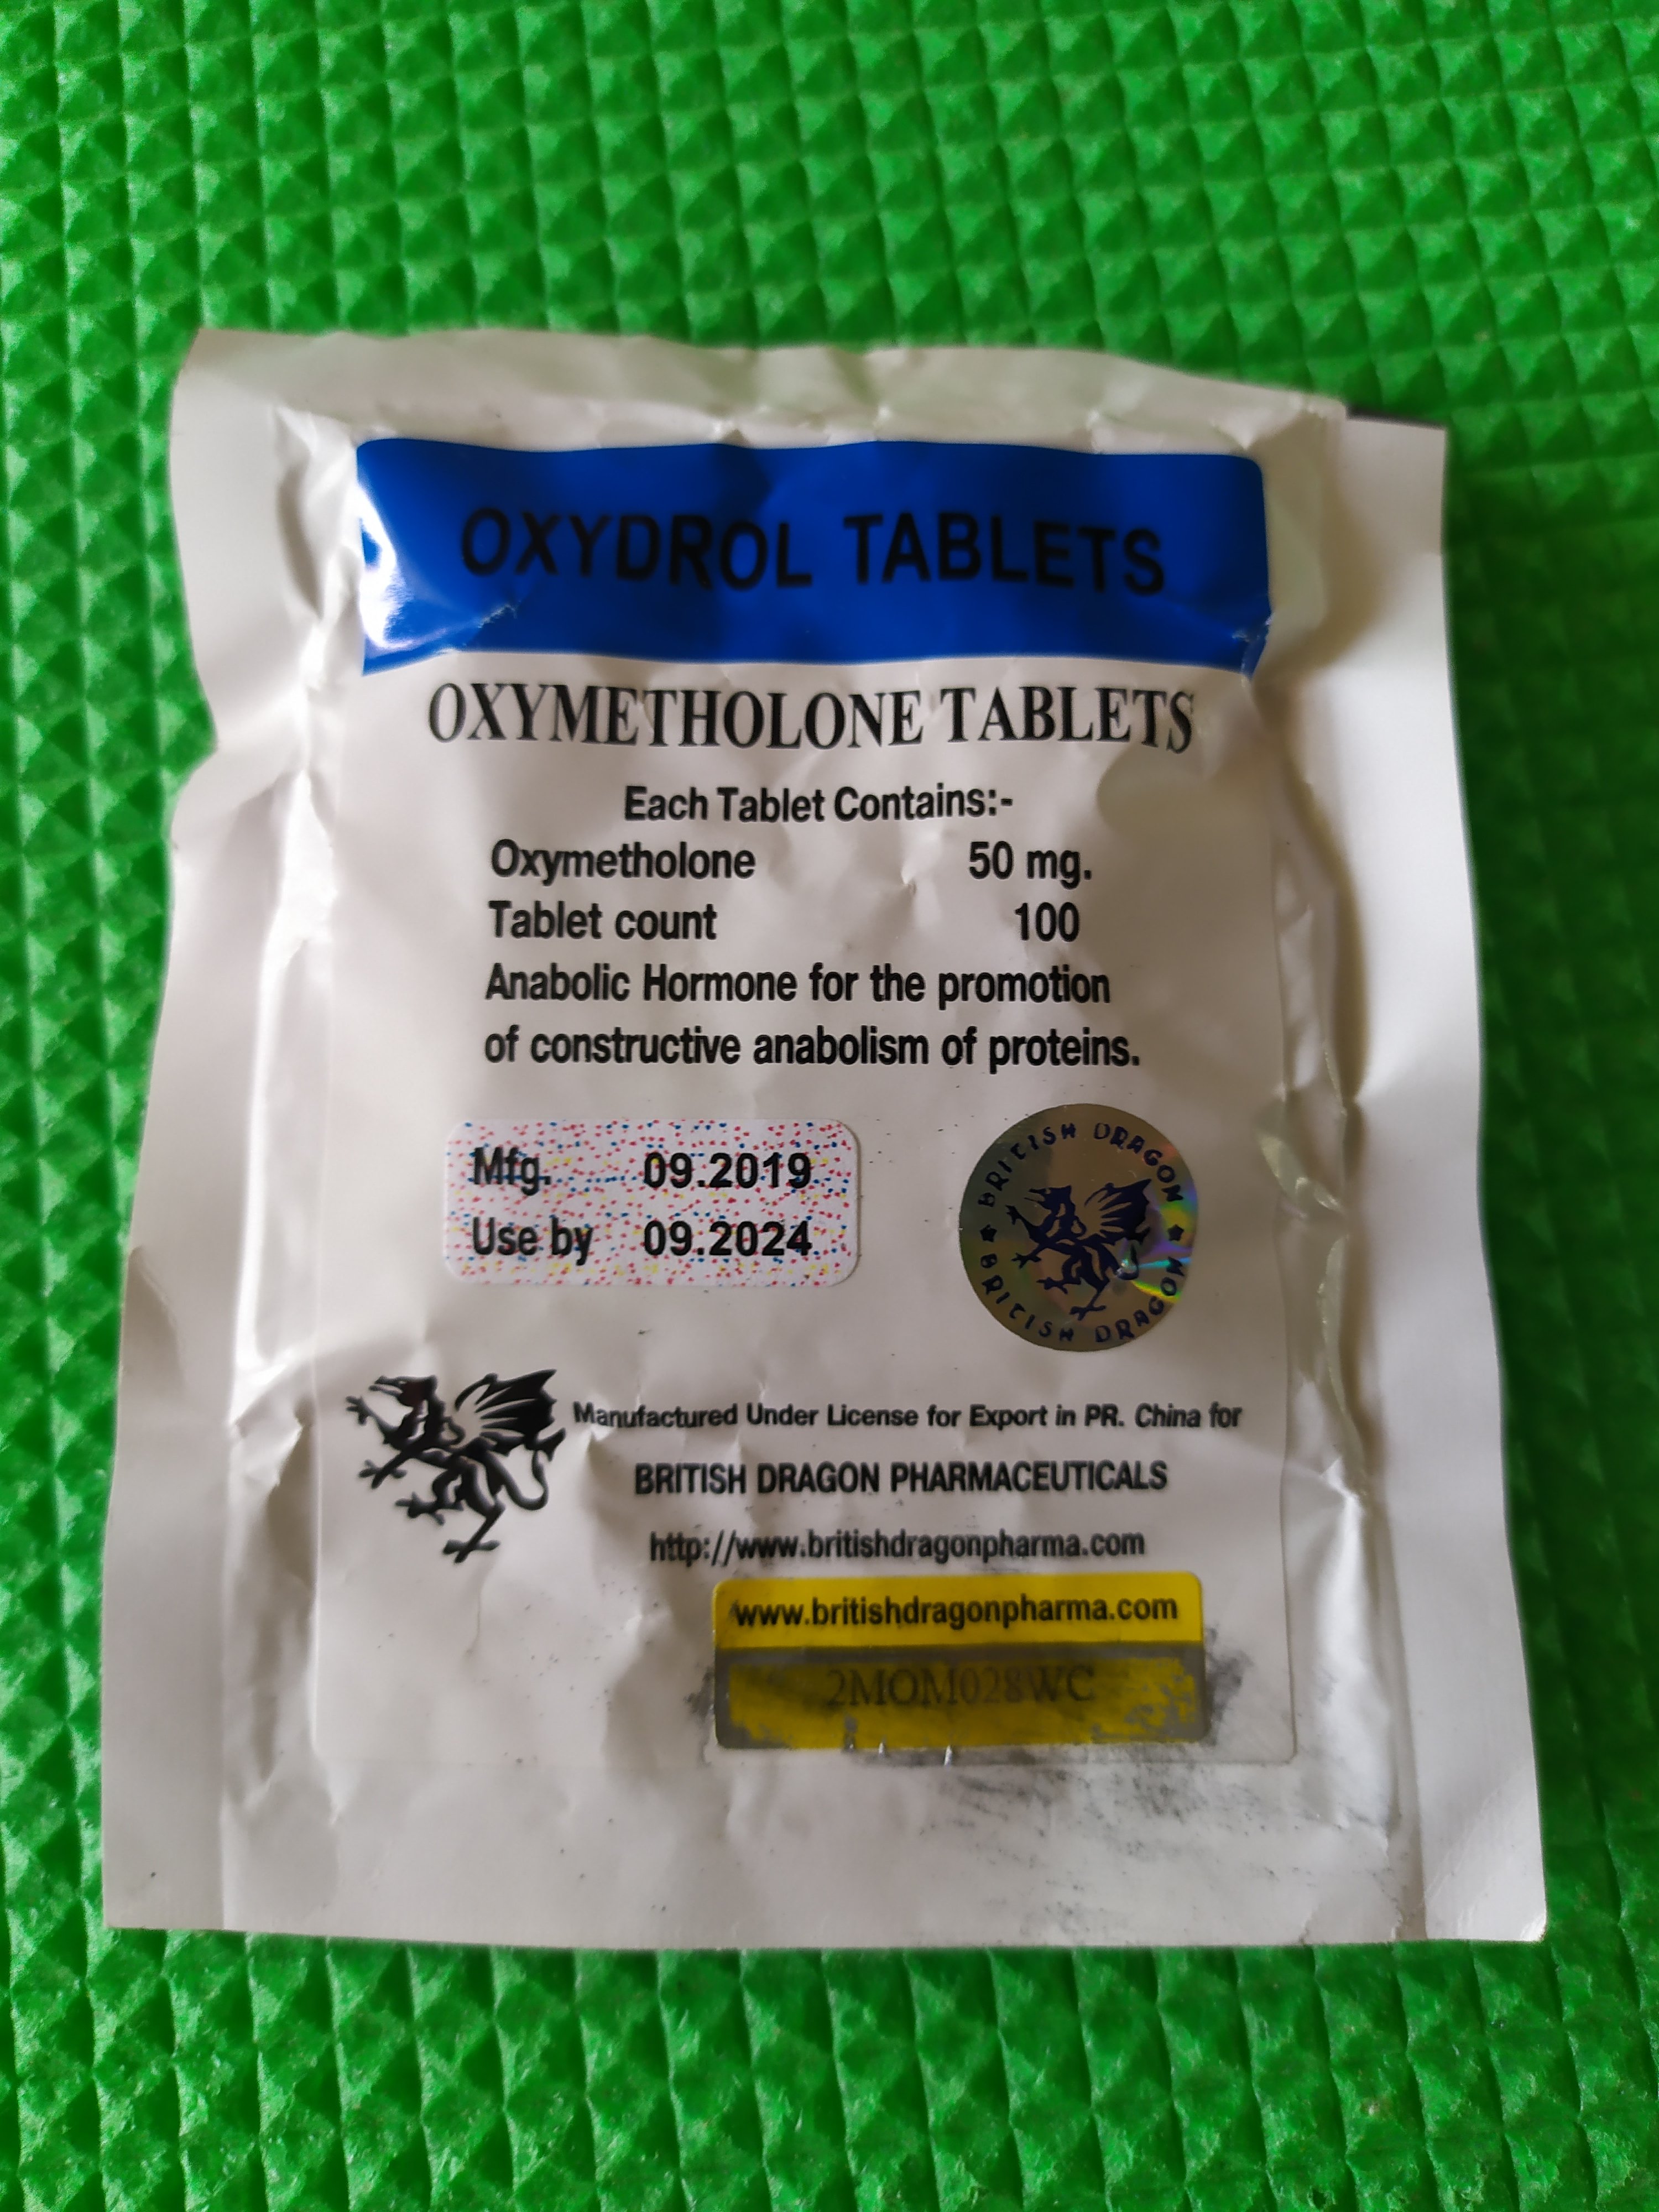 OXYDROL TABLETS
OXYMETHOLONE TABLETS
Each Tablet Contains:-
Oxymetholone 50 mg.
Tablet count 100
Anabolic Hormone for the promotion
of constructive anabolism of proteins.
Mfg. 09.2019
Use by 09.2024
BRITISH DRAGON
BRITISH DRAGON
Manufactured Under License for Export in PR. China for
BRITISH DRAGON PHARMACEUTICALS
http://www.britishdragonpharma.com
www.britishdragonpharma.com
2MOM028WC